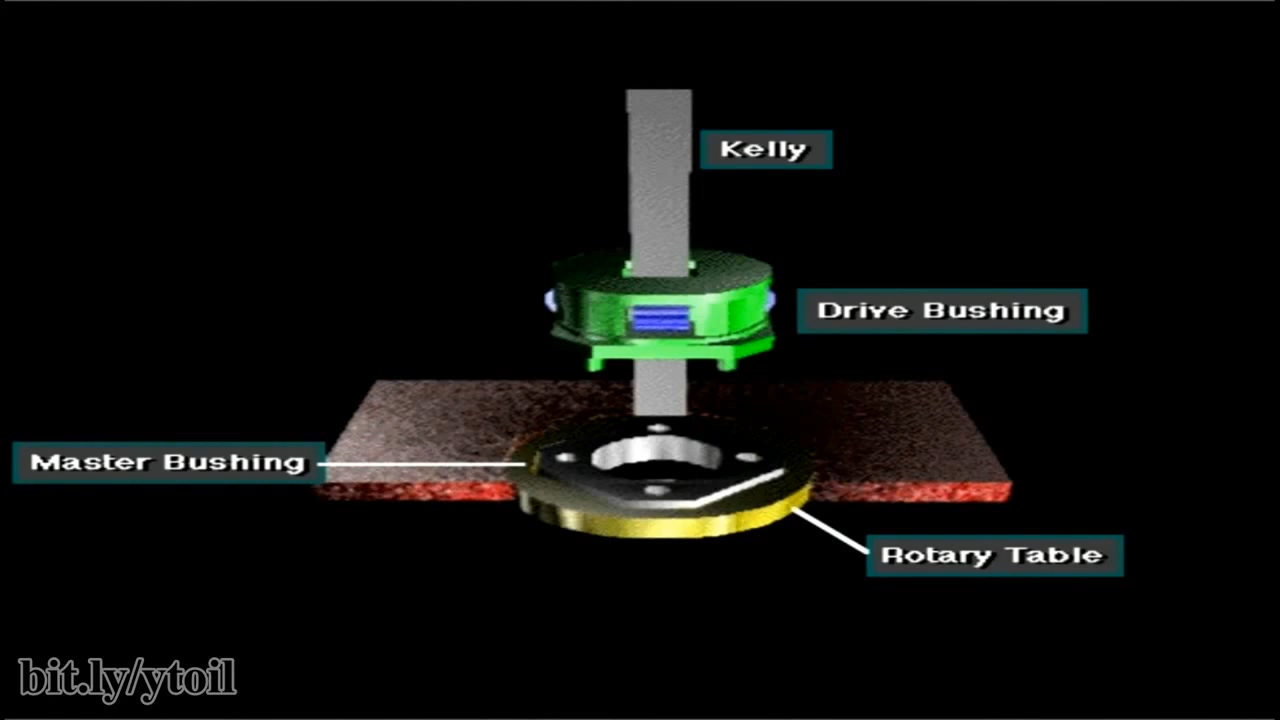 Kelly
Drive Bushing
Master Bushing
Rotary Table
bit.ly/ytoil